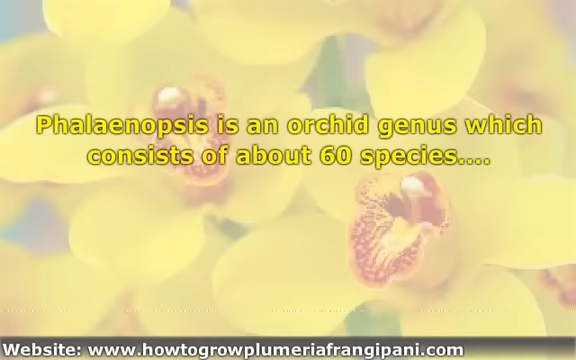 Phalaenopsis is an orchid genus which
consists of about 60 species....
Website: www.howtogrowplumeriafrangipani.com